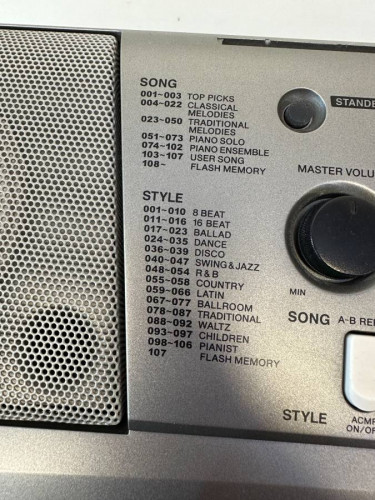 SONG
001~003 TOP PICKS
004~022 CLASSICAL
MELODIES
023~050 TRADITIONAL
MELODIES
051~073 PIANO SOLO
074~102 PIANO ENSEMBLE
103~107 USER SONG
108~ FLASH MEMORY
STYLE
001~010 8 BEAT
011~016 16 BEAT
017~023 BALLAD
024~035 DANCE
036~039 DISCO
040~047 SWING&JAZZ
048~054 R&B
055~058 COUNTRY
059~066 LATIN
067~077 BALLROOM
078~087 TRADITIONAL
088~092 WALTZ
093~097 CHILDREN
098~106 PIANIST
107 FLASH MEMORY
STANDB
MASTER VOLU
MIN
SONG A-B RE
STYLE
ACMP
ON/OF